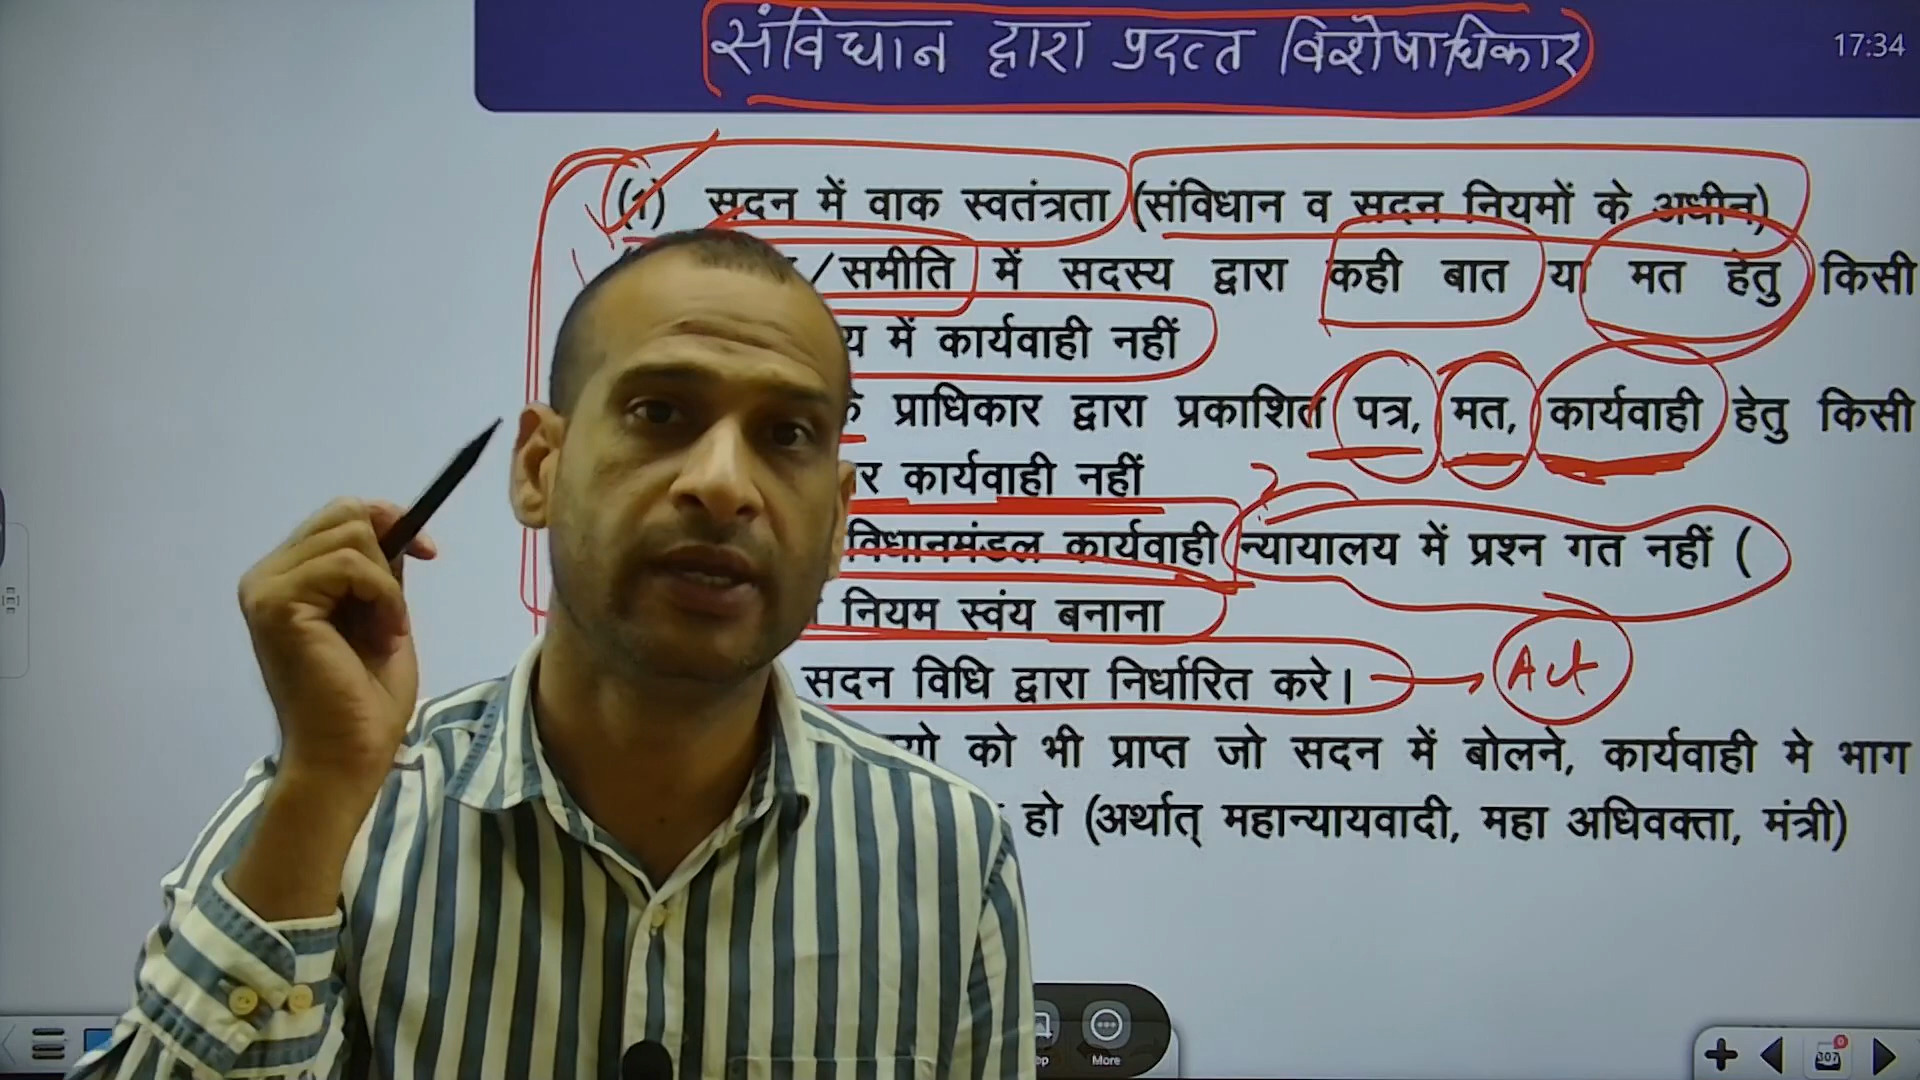 संविधान द्वारा प्रदत्त विशेषाधिकार
17:34
(1) सदन में वाक स्वतंत्रता (संविधान व सदन नियमों के अधीन)
/समीति में सदस्य द्वारा कही बात या मत हेतु किसी
में कार्यवाही नहीं
प्राधिकार द्वारा प्रकाशित पत्र, मत, कार्यवाही हेतु किसी
कार्यवाही नहीं
विधानमंडल कार्यवाही न्यायालय में प्रश्न गत नहीं (
नियम स्वंय बनाना
सदन विधि द्वारा निर्धारित करे। Act
को भी प्राप्त जो सदन में बोलने, कार्यवाही मे भाग
हो (अर्थात् महान्यायवादी, महा अधिवक्ता, मंत्री)
More
307
0